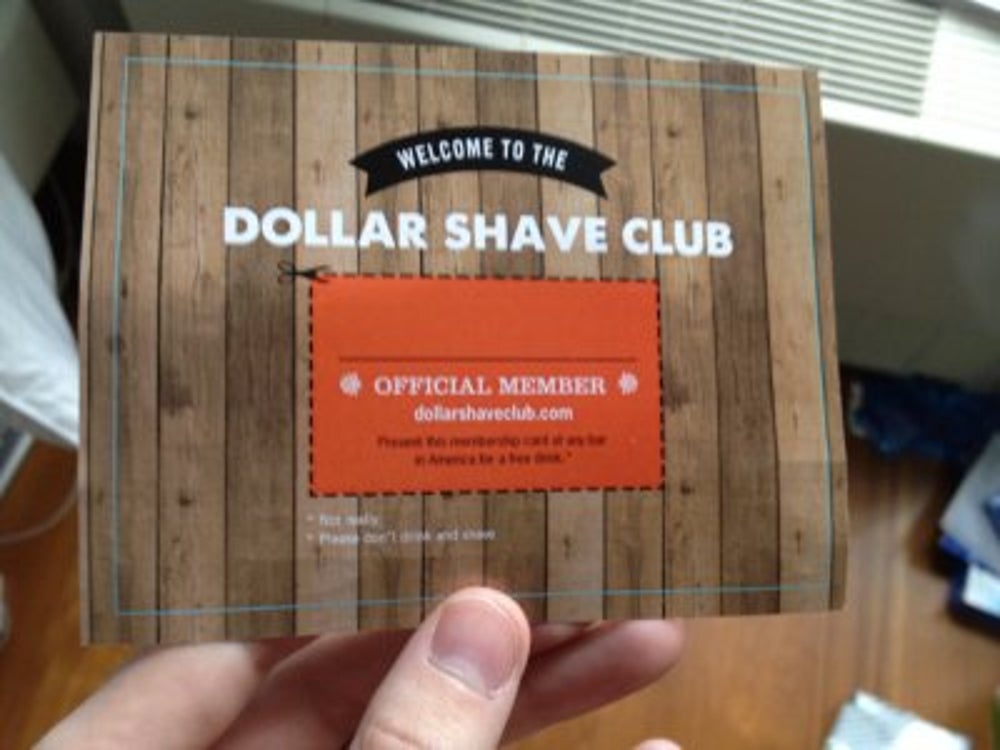 WELCOME TO THE
DOLLAR SHAVE CLUB
OFFICIAL MEMBER
dollarshaveclub.com
Present this membership card at any bar
in America for a free drink.*
* Not really.
* Please don't drink and shave